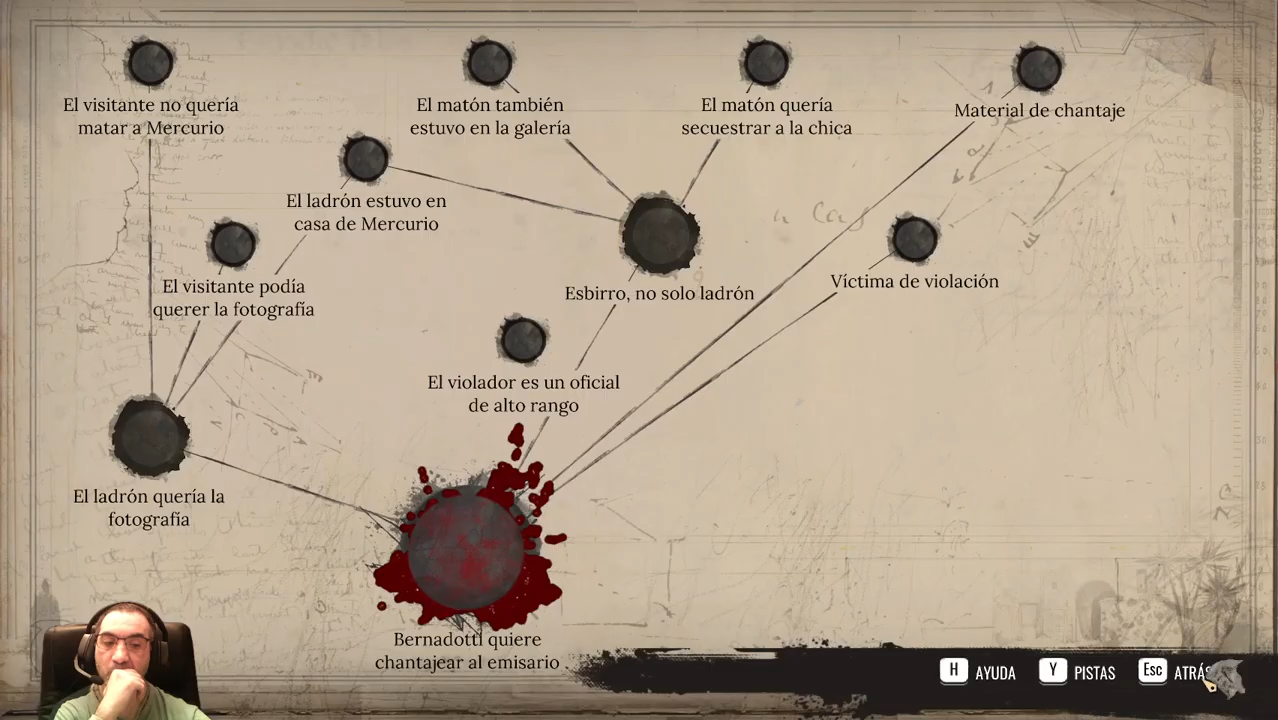 El visitante no quería
matar a Mercurio
El matón también
estuvo en la galería
El matón quería
secuestrar a la chica
Material de chantaje
El ladrón estuvo en
casa de Mercurio
El visitante podía
querer la fotografía
Esbirro, no solo ladrón
Víctima de violación
El violador es un oficial
de alto rango
El ladrón quería la
fotografía
Bernadotti quiere
chantajear al emisario
H AYUDA Y PISTAS Esc ATRÁS